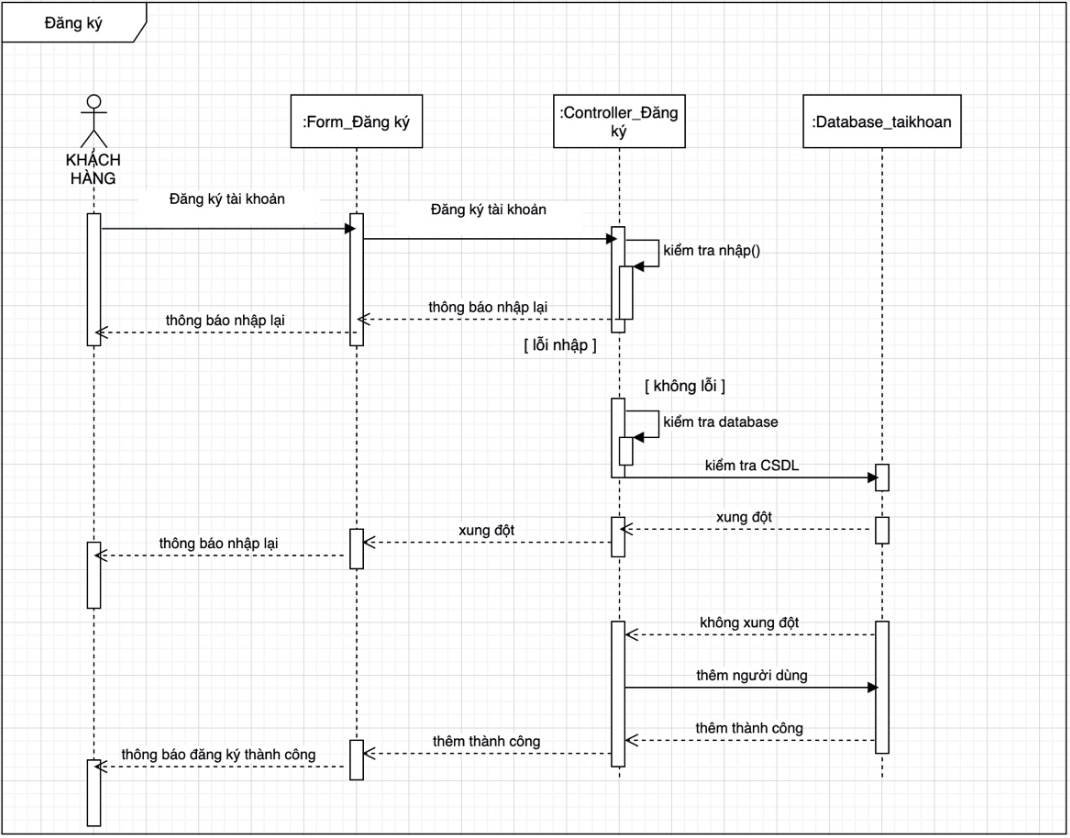 Đăng ký
KHÁCH
HÀNG
:Form_Đăng ký
:Controller_Đăng
ký
:Database_taikhoan
Đăng ký tài khoản
Đăng ký tài khoản
kiểm tra nhập()
thông báo nhập lại
thông báo nhập lại
[ lỗi nhập ]
[ không lỗi ]
kiểm tra database
kiểm tra CSDL
xung đột
xung đột
thông báo nhập lại
không xung đột
thêm người dùng
thêm thành công
thêm thành công
thông báo đăng ký thành công